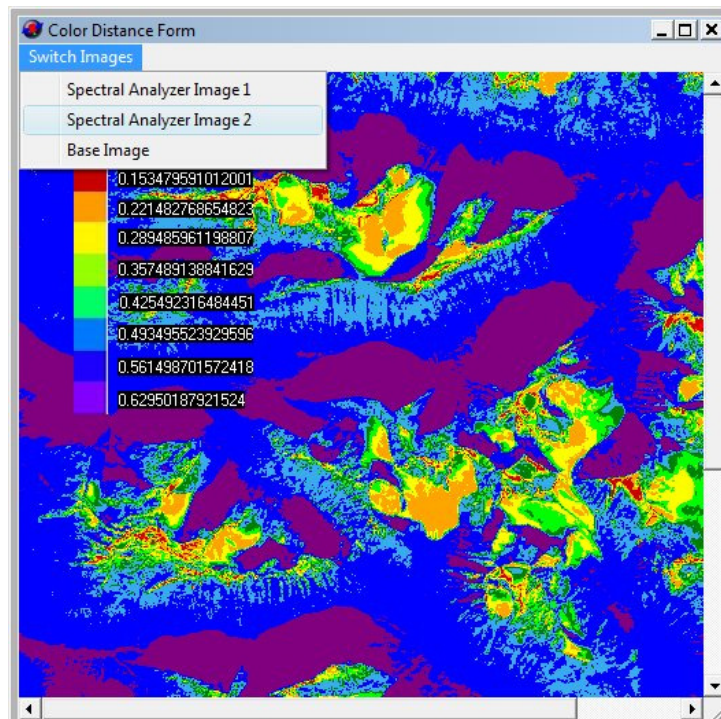 Color Distance Form
Switch Images
Spectral Analyzer Image 1
Spectral Analyzer Image 2
Base Image
0.153479591012001
0.221482768654823
0.289485961198807
0.357489138841629
0.425492316484451
0.493495523929596
0.561498701572418
0.62950187921524